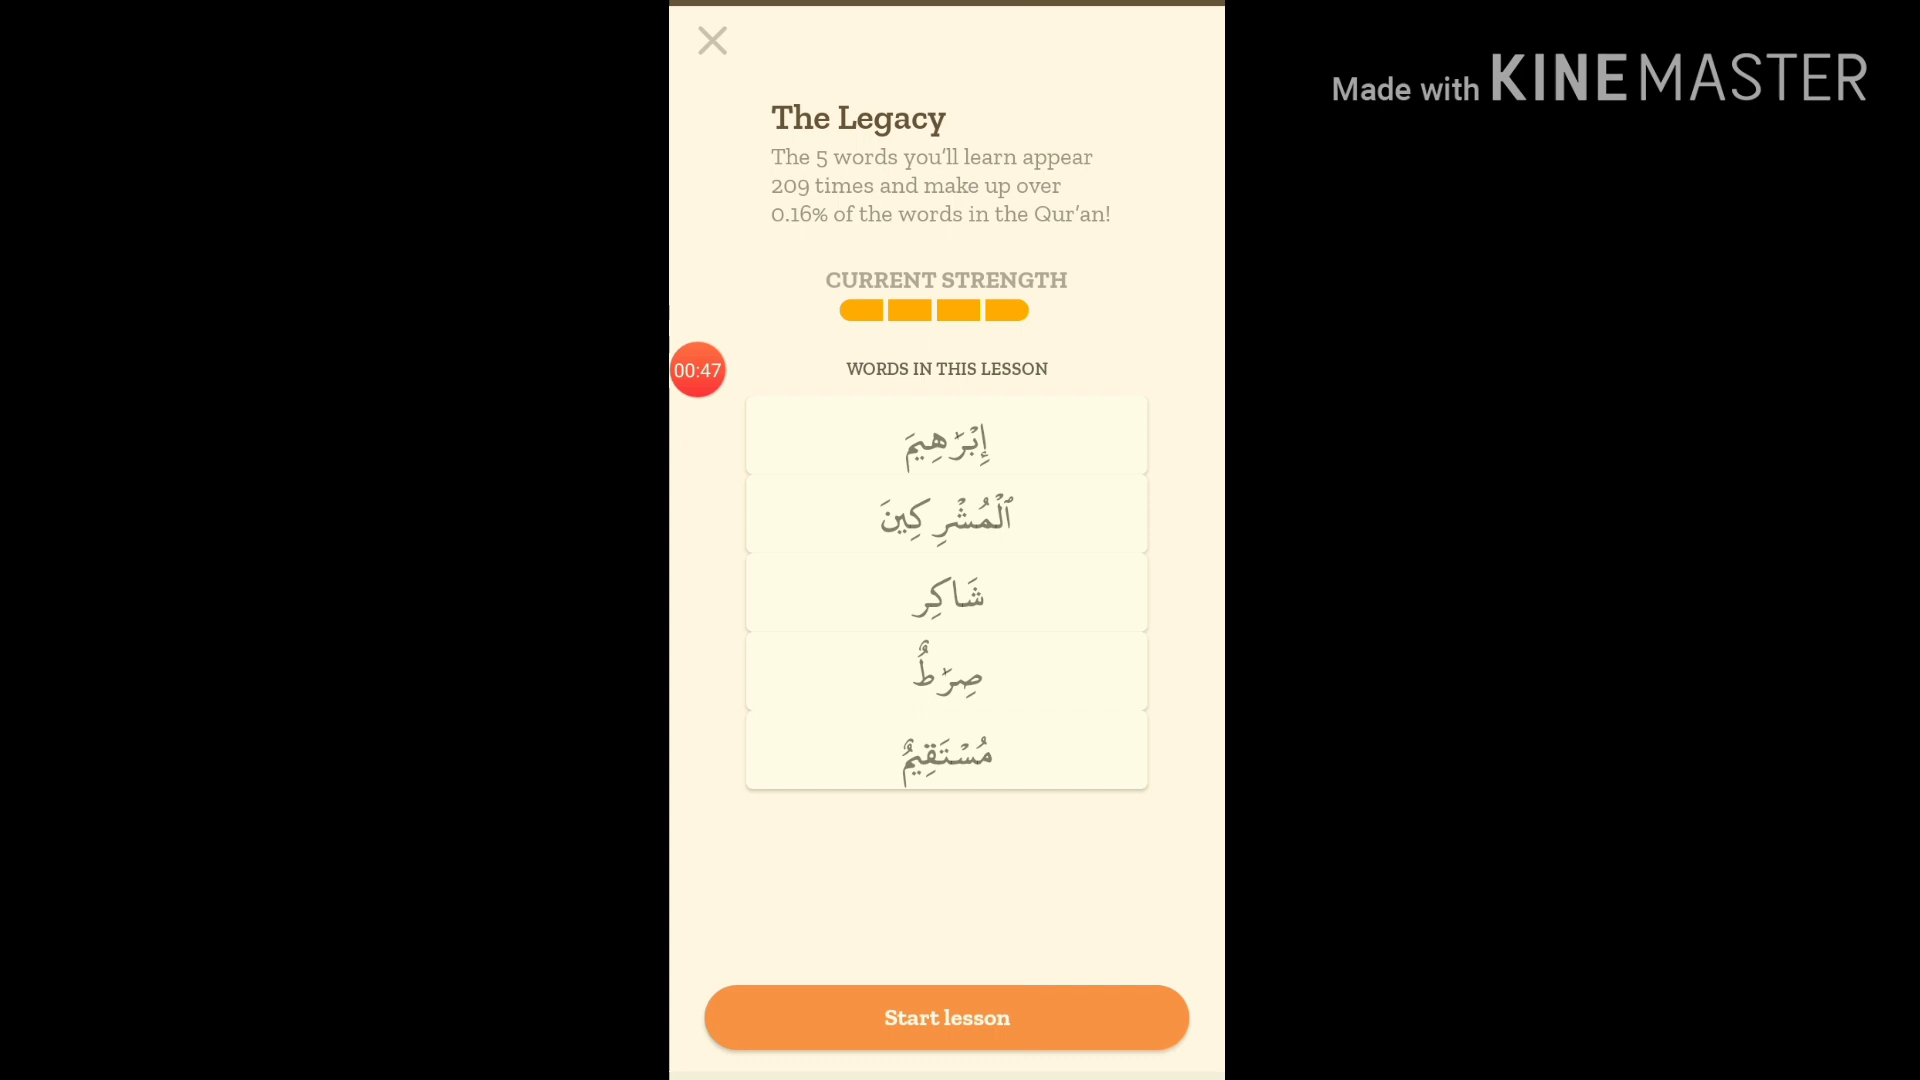 Made with KINEMASTER
The Legacy
The 5 words you'll learn appear
209 times and make up over
0.16% of the words in the Qur'an!
CURRENT STRENGTH
00:47
WORDS IN THIS LESSON
إِبْرَٰهِيمَ
ٱلْمُشْرِكِينَ
شَاكِر
صِرَٰطٌ
مُسْتَقِيمٌ
Start lesson